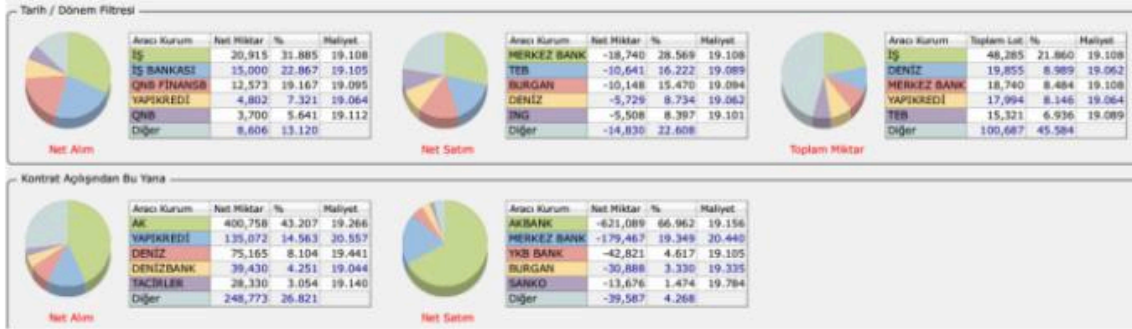 Tarih / Dönem Filtresi
Aracı Kurum Net Miktar % Maliyet
İŞ 20,915 31.885 19.108
İŞ BANKASI 15,000 22.867 19.105
QNB FİNANSB 12,573 19.167 19.095
YAPIKREDİ 4,802 7.321 19.064
QNB 3,700 5.641 19.112
Diğer 8,606 13.120
Net Alım
Aracı Kurum Net Miktar % Maliyet
MERKEZ BANK -18,740 28.569 19.108
TEB -10,641 16.222 19.089
BURGAN -10,148 15.470 19.094
DENİZ -5,729 8.734 19.062
ING -5,508 8.397 19.101
Diğer -14,830 22.608
Net Satım
Aracı Kurum Toplam Lot % Maliyet
İŞ 48,285 21.860 19.108
DENİZ 19,855 8.989 19.062
MERKEZ BANK 18,740 8.484 19.108
YAPIKREDİ 17,994 8.146 19.064
TEB 15,321 6.936 19.089
Diğer 100,687 45.584
Toplam Miktar
Kontrat Açılışından Bu Yana
Aracı Kurum Net Miktar % Maliyet
AK 400,758 43.207 19.266
YAPIKREDİ 135,072 14.563 20.557
DENİZ 75,165 8.104 19.441
DENİZBANK 39,430 4.251 19.044
TACİRLER 28,330 3.054 19.140
Diğer 248,773 26.821
Net Alım
Aracı Kurum Net Miktar % Maliyet
AKBANK -621,089 66.962 19.156
MERKEZ BANK -179,467 19.349 20.440
YKB BANK -42,821 4.617 19.105
BURGAN -30,888 3.330 19.335
SANKO -13,676 1.474 19.784
Diğer -39,587 4.268
Net Satım